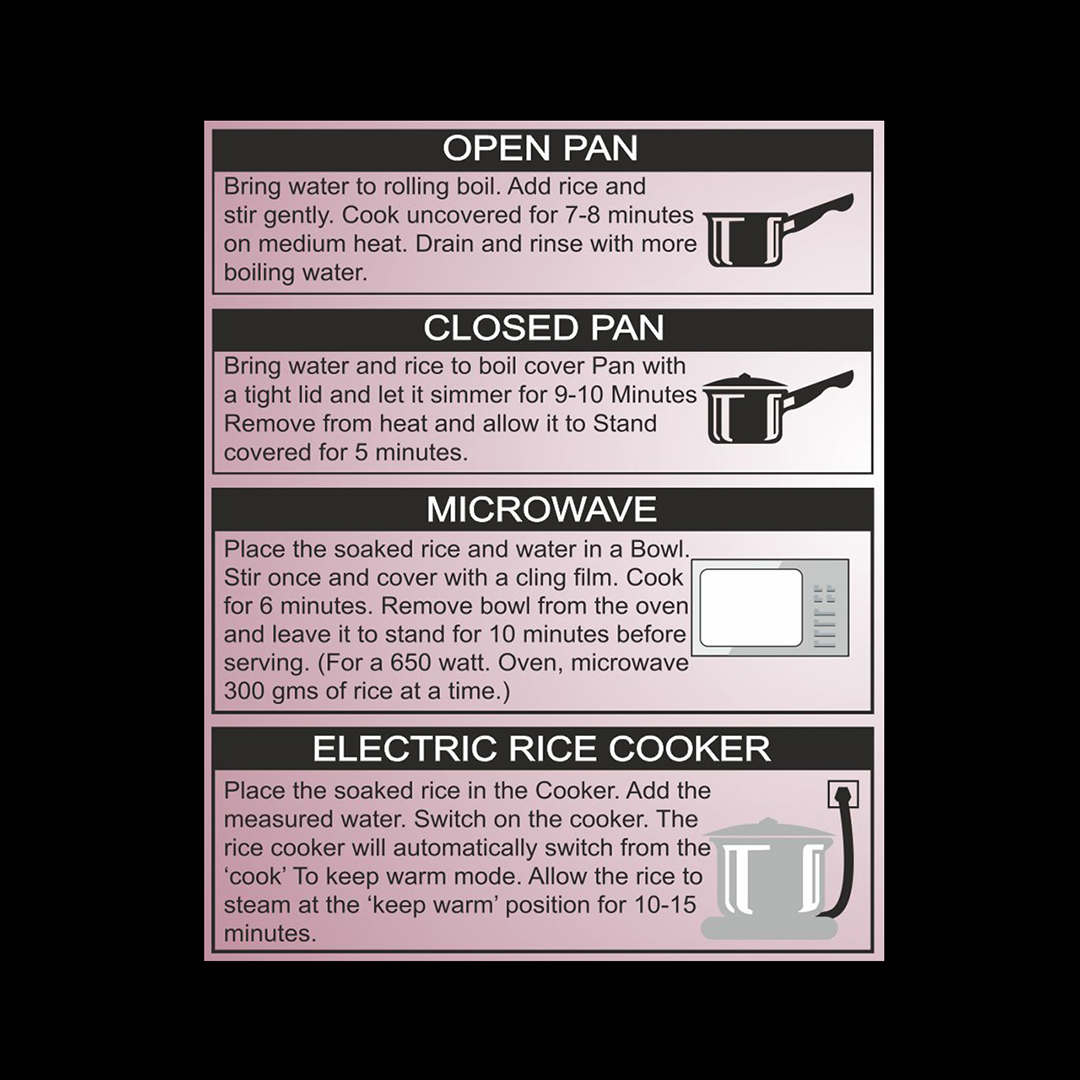 OPEN PAN
Bring water to rolling boil. Add rice and
stir gently. Cook uncovered for 7-8 minutes
on medium heat. Drain and rinse with more
boiling water.
CLOSED PAN
Bring water and rice to boil cover Pan with
a tight lid and let it simmer for 9-10 Minutes
Remove from heat and allow it to Stand
covered for 5 minutes.
MICROWAVE
Place the soaked rice and water in a Bowl.
Stir once and cover with a cling film. Cook
for 6 minutes. Remove bowl from the oven
and leave it to stand for 10 minutes before
serving. (For a 650 watt. Oven, microwave
300 gms of rice at a time.)
ELECTRIC RICE COOKER
Place the soaked rice in the Cooker. Add the
measured water. Switch on the cooker. The
rice cooker will automatically switch from the
‘cook’ To keep warm mode. Allow the rice to
steam at the ‘keep warm’ position for 10-15
minutes.